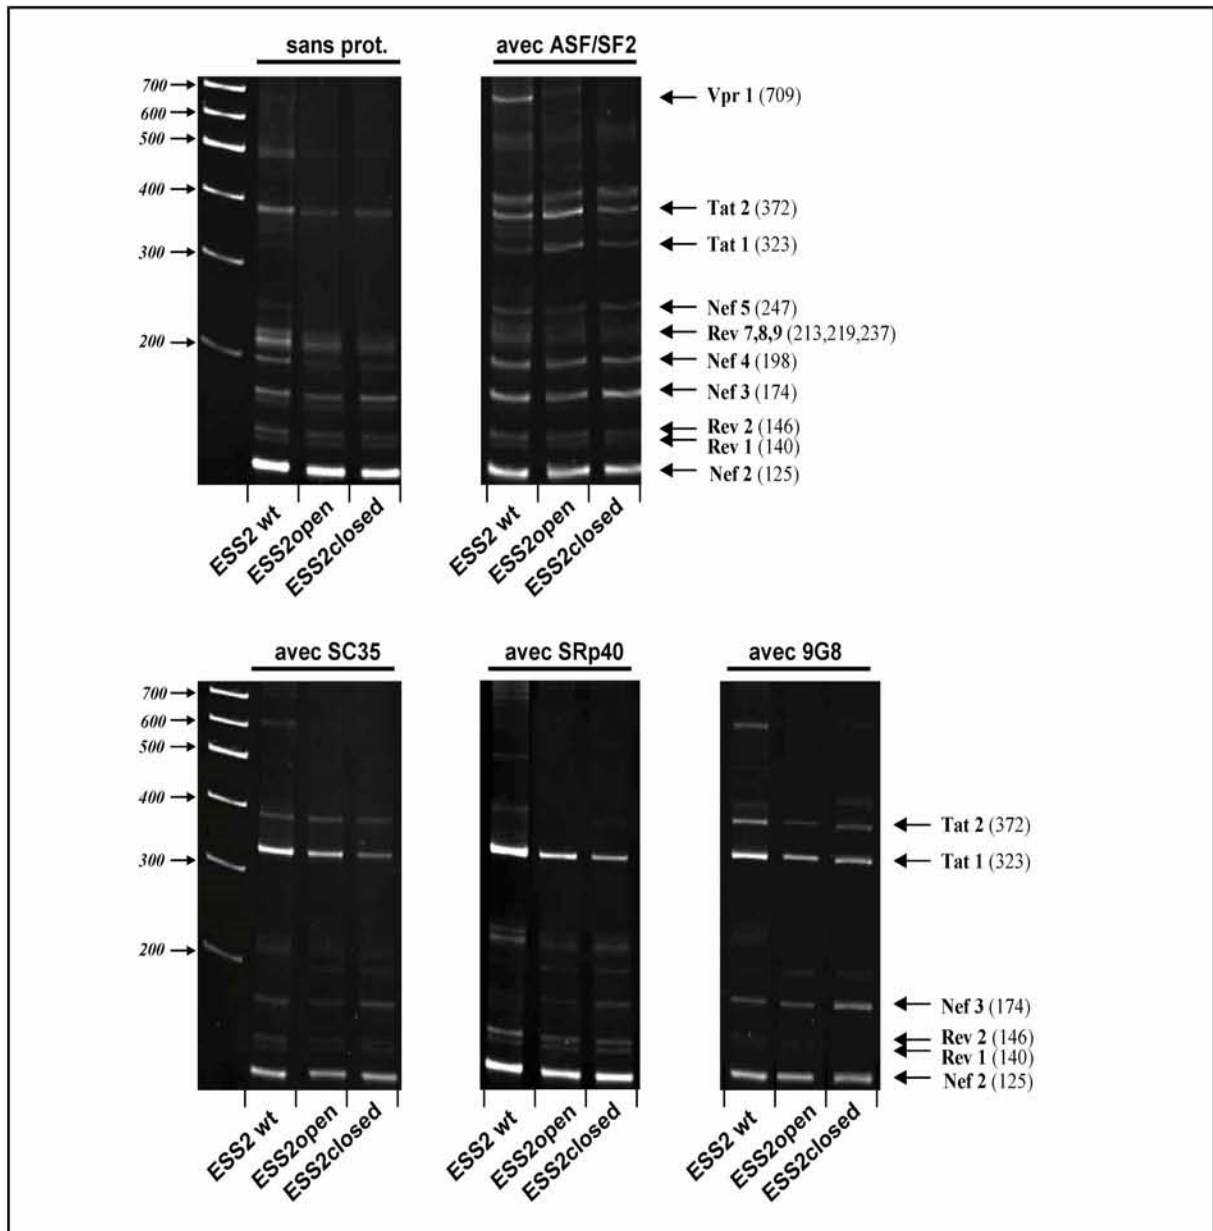 sans prot.
avec ASF/SF2
700
600
500
400
300
200
Vpr 1 (709)
Tat 2 (372)
Tat 1 (323)
Nef 5 (247)
Rev 7,8,9 (213,219,237)
Nef 4 (198)
Nef 3 (174)
Rev 2 (146)
Rev 1 (140)
Nef 2 (125)
ESS2 wt
ESS2open
ESS2closed
ESS2 wt
ESS2open
ESS2closed
avec SC35
avec SRp40
avec 9G8
700
600
500
400
300
200
Tat 2 (372)
Tat 1 (323)
Nef 3 (174)
Rev 2 (146)
Rev 1 (140)
Nef 2 (125)
ESS2 wt
ESS2open
ESS2closed
ESS2 wt
ESS2open
ESS2closed
ESS2 wt
ESS2open
ESS2closed